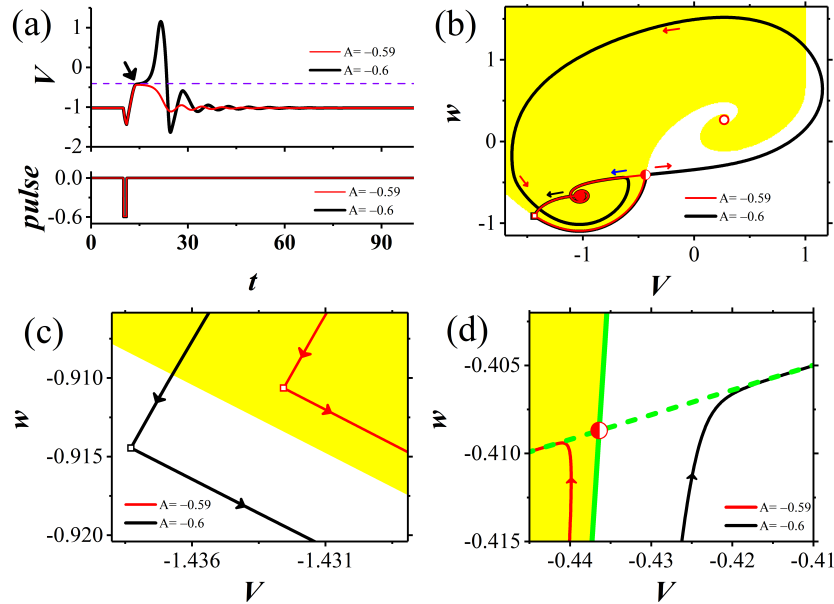 (a)
2
1
0
-1
-2
V
A= –0.59
A= –0.6
0.0
-0.6
pulse
A= –0.59
A= –0.6
0 30 60 90
t
(b)
1
0
-1
w
A= –0.59
A= –0.6
-1 0 1
V
(c)
-0.910
-0.915
-0.920
w
A= –0.59
A= –0.6
-1.436 -1.431
V
(d)
-0.405
-0.410
-0.415
w
A= –0.59
A= –0.6
-0.44 -0.43 -0.42 -0.41
V